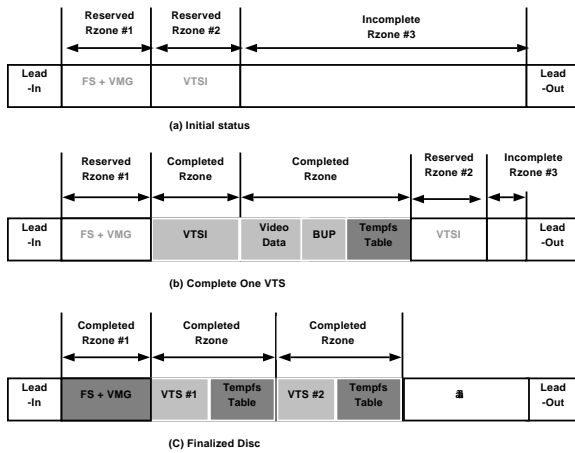 Reserved Rzone #1
Reserved Rzone #2
Incomplete Rzone #3
Lead -In
FS + VMG
VTSI
Lead -Out
(a) Initial status
Reserved Rzone #1
Completed Rzone
Completed Rzone
Reserved Rzone #2
Incomplete Rzone #3
Lead -In
FS + VMG
VTSI
Video Data
BUP
Tempfs Table
VTSI
Lead -Out
(b) Complete One VTS
Completed Rzone #1
Completed Rzone
Completed Rzone
Lead -In
FS + VMG
VTS #1
Tempfs Table
VTS #2
Tempfs Table
Lead -Out
(C) Finalized Disc